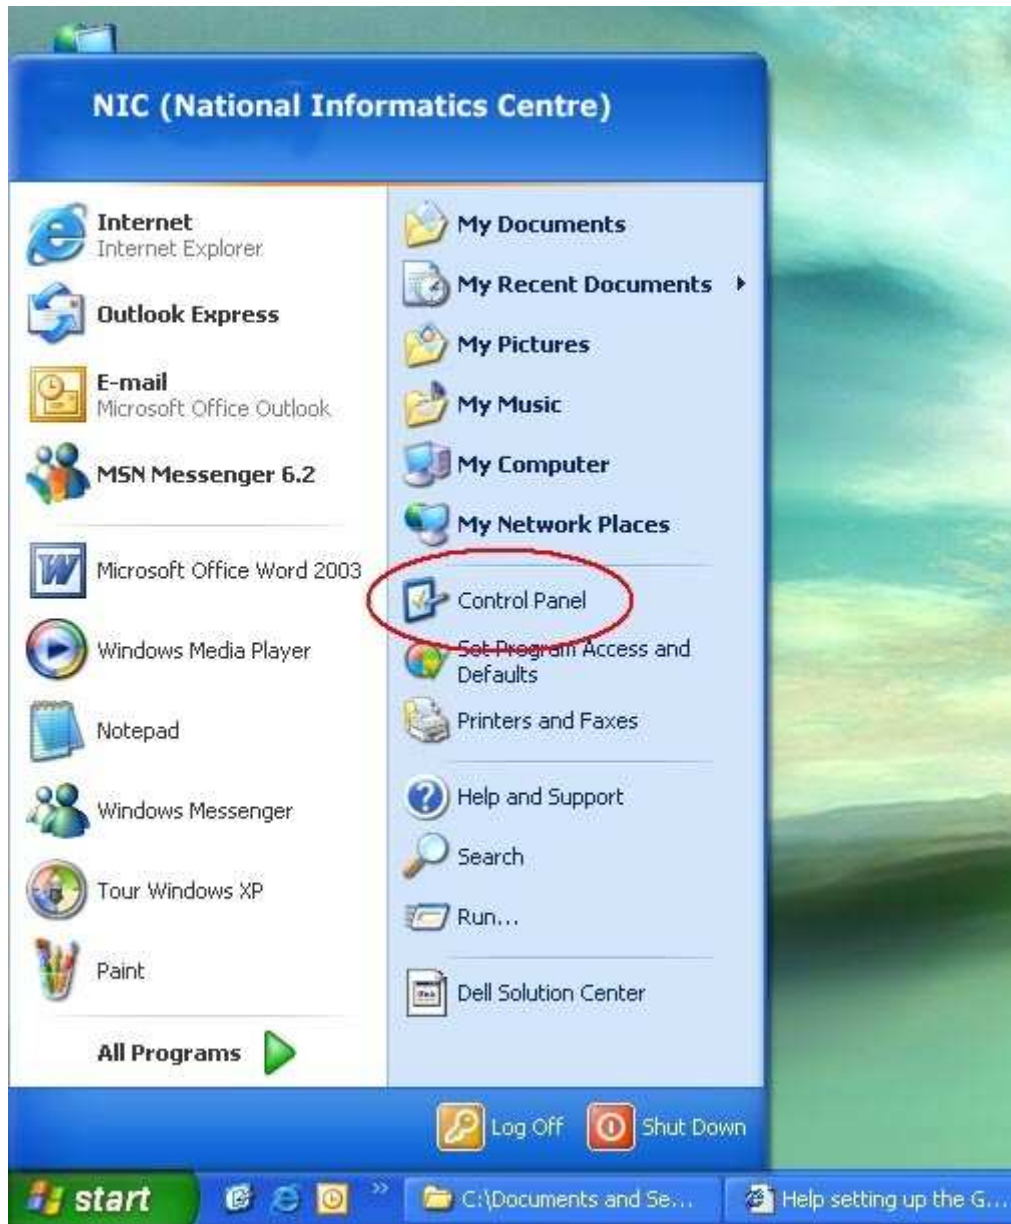 NIC (National Informatics Centre)
Internet
Internet Explorer
Outlook Express
E-mail
Microsoft Office Outlook
MSN Messenger 6.2
Microsoft Office Word 2003
Windows Media Player
Notepad
Windows Messenger
Tour Windows XP
Paint
All Programs
My Documents
My Recent Documents
My Pictures
My Music
My Computer
My Network Places
Control Panel
Set Program Access and
Defaults
Printers and Faxes
Help and Support
Search
Run...
Dell Solution Center
Log Off
Shut Down
start
C:\Documents and Se...
Help setting up the G...